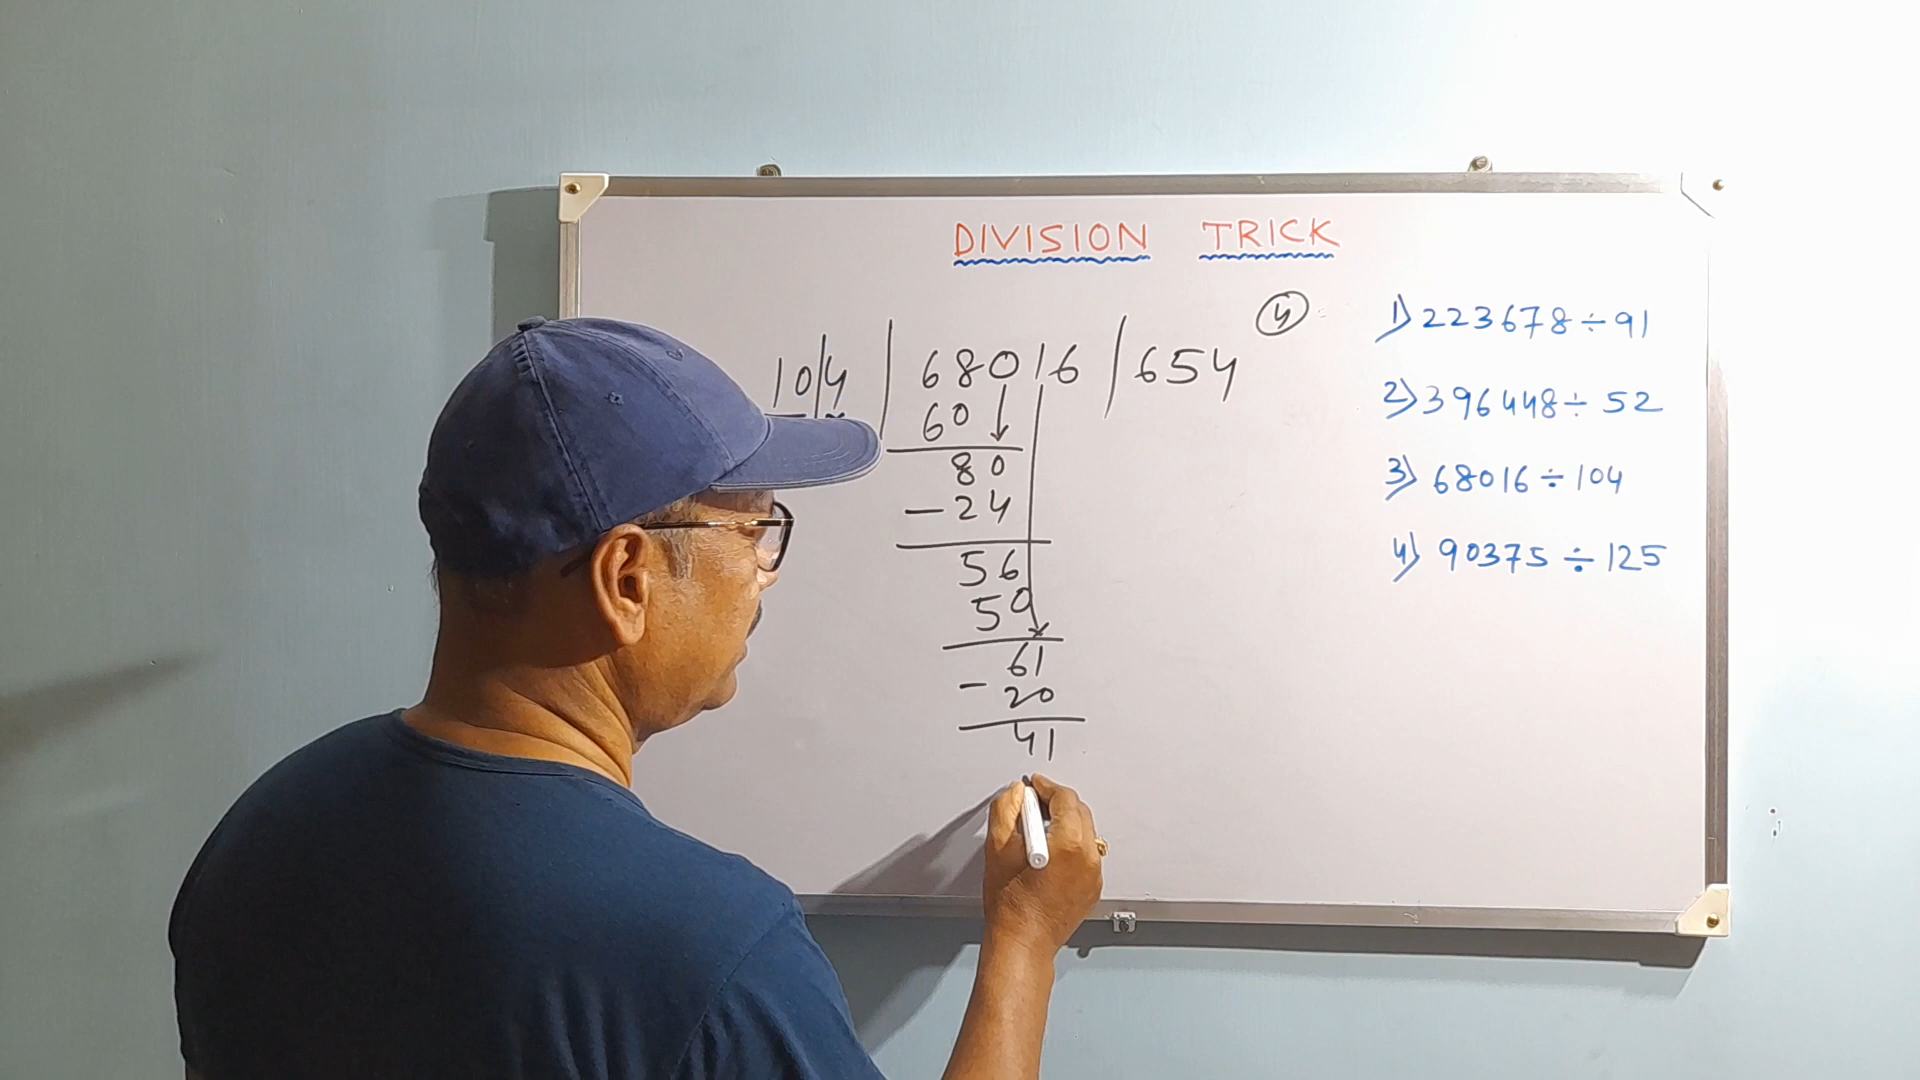 DIVISION TRICK
4
104 68016 654
60
80
- 24
56
50
61
- 20
41
1) 223678 ÷ 91
2) 396448 ÷ 52
3) 68016 ÷ 104
4) 90375 ÷ 125